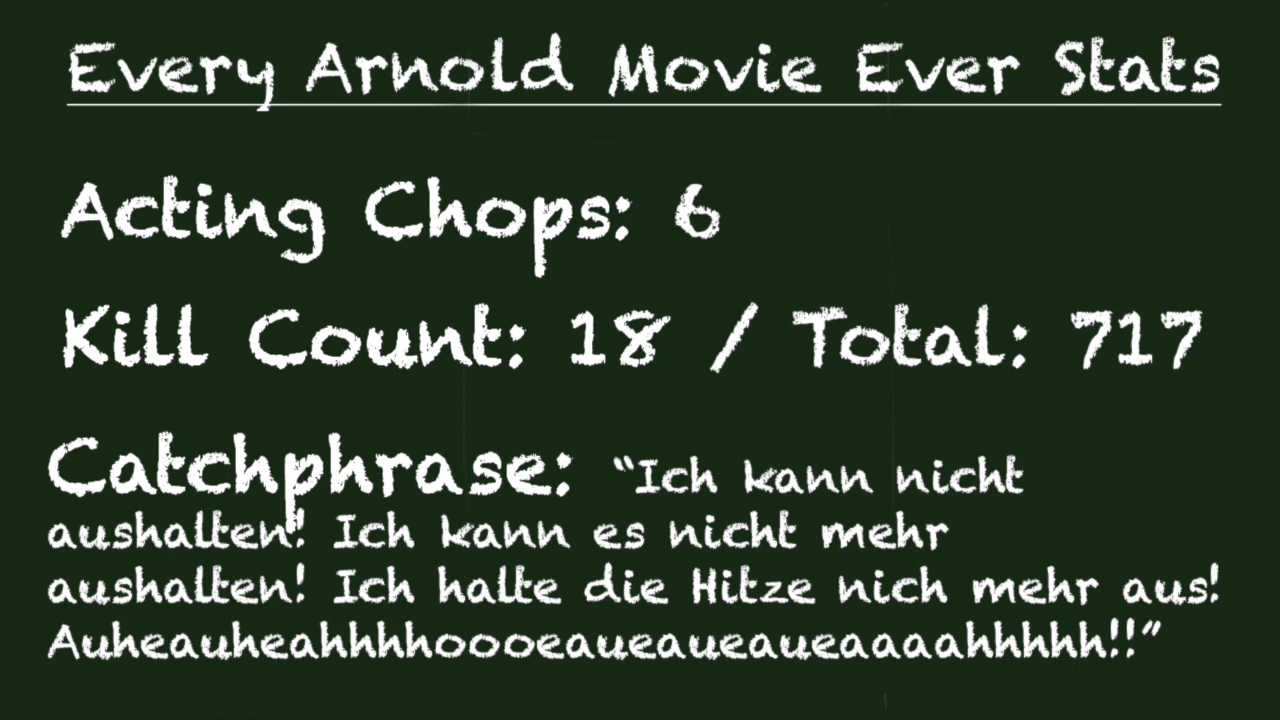 Every Arnold Movie Ever Stats
Acting Chops: 6
Kill Count: 18 / Total: 717
Catchphrase: “Ich kann nicht
aushalten! Ich kann es nicht mehr
aushalten! Ich halte die Hitze nich mehr aus!
Auheauheahhhhoooeaueaueaueaaaahhhhh!!”